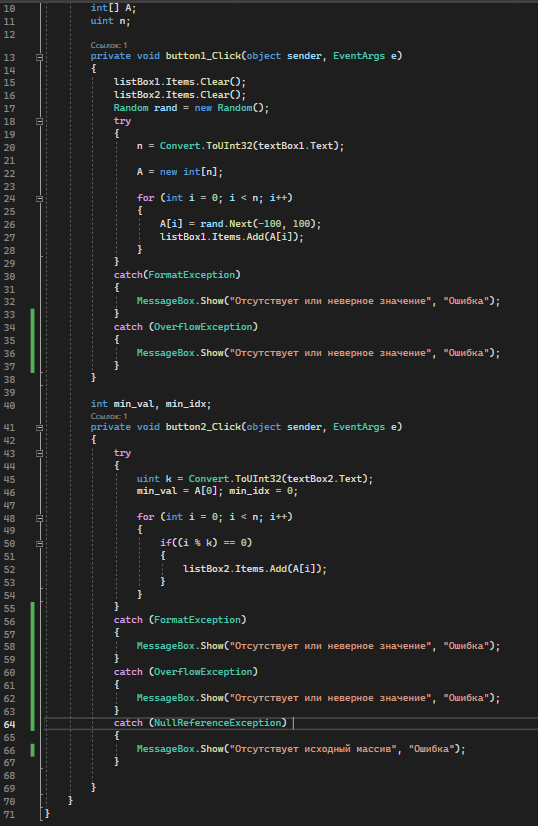 10 int[] A;
11 uint n;
12
Ссылок: 1
13 private void button1_Click(object sender, EventArgs e)
14 {
15 listBox1.Items.Clear();
16 listBox2.Items.Clear();
17 Random rand = new Random();
18 try
19 {
20 n = Convert.ToUInt32(textBox1.Text);
21
22 A = new int[n];
23
24 for (int i = 0; i < n; i++)
25 {
26 A[i] = rand.Next(-100, 100);
27 listBox1.Items.Add(A[i]);
28 }
29 }
30 catch(FormatException)
31 {
32 MessageBox.Show("Отсутствует или неверное значение", "Ошибка");
33 }
34 catch (OverflowException)
35 {
36 MessageBox.Show("Отсутствует или неверное значение", "Ошибка");
37 }
38 }
39
40 int min_val, min_idx;
Ссылок: 1
41 private void button2_Click(object sender, EventArgs e)
42 {
43 try
44 {
45 uint k = Convert.ToUInt32(textBox2.Text);
46 min_val = A[0]; min_idx = 0;
47
48 for (int i = 0; i < n; i++)
49 {
50 if((i % k) == 0)
51 {
52 listBox2.Items.Add(A[i]);
53 }
54 }
55 }
56 catch (FormatException)
57 {
58 MessageBox.Show("Отсутствует или неверное значение", "Ошибка");
59 }
60 catch (OverflowException)
61 {
62 MessageBox.Show("Отсутствует или неверное значение", "Ошибка");
63 }
64 catch (NullReferenceException)
65 {
66 MessageBox.Show("Отсутствует исходный массив", "Ошибка");
67 }
68
69 }
70 }
71 }